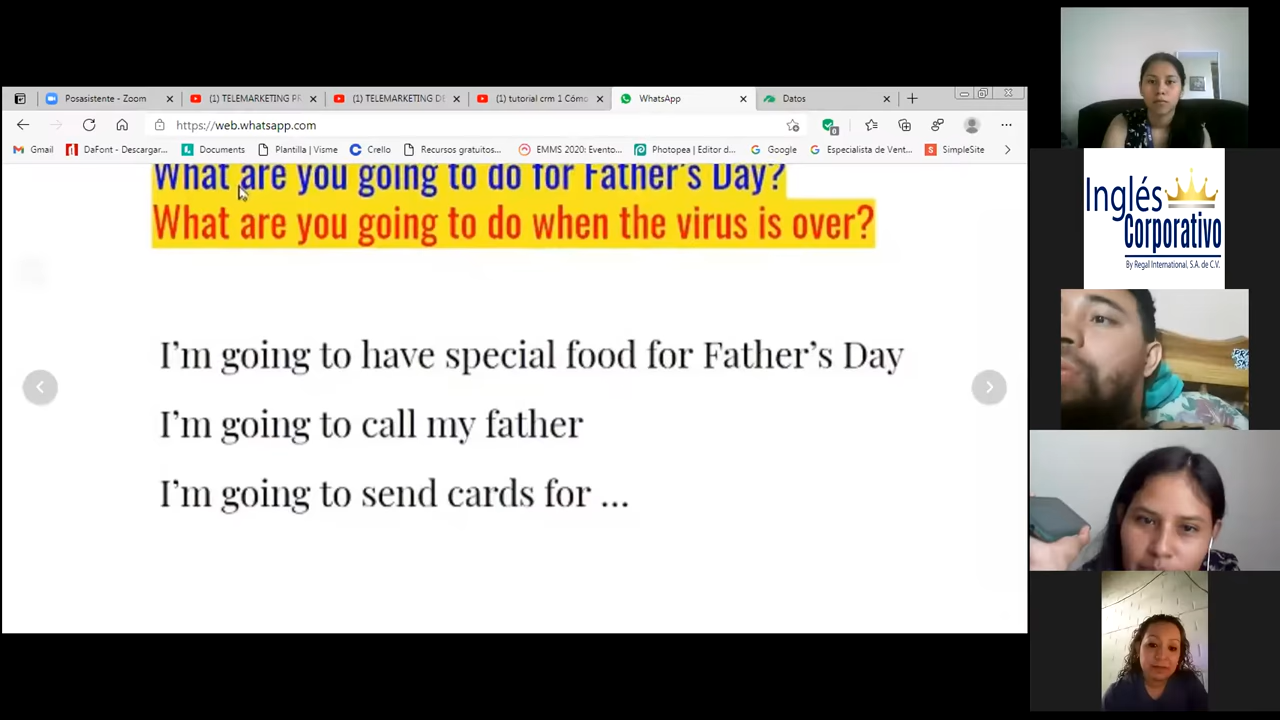 Posasistente - Zoom
(1) TELEMARKETING PR
(1) TELEMARKETING DE
(1) tutorial crm 1 Cómo
WhatsApp
Datos
https://web.whatsapp.com
Gmail
DaFont - Descargar...
Documents
Plantilla | Visme
Crello
Recursos gratuitos...
EMMS 2020: Evento...
Photopea | Editor d...
Google
Especialista de Vent...
SimpleSite
What are you going to do for Father's Day?
What are you going to do when the virus is over?
I'm going to have special food for Father's Day
I'm going to call my father
I'm going to send cards for ...
Inglés
Corporativo
By Regal International, S.A. de C.V.